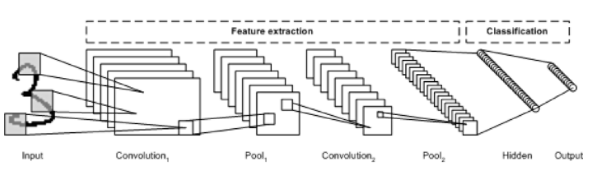 Feature extraction
Classification
Input
Convolution₁
Pool₁
Convolution₂
Pool₂
Hidden
Output